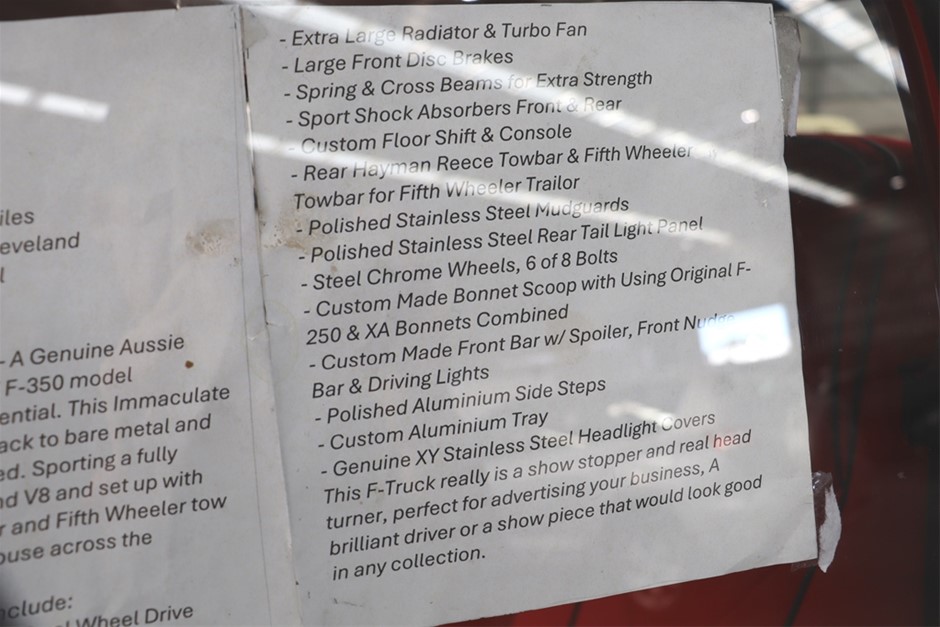 iles
eveland
l
- A Genuine Aussie
F-350 model
ential. This Immaculate
ack to bare metal and
ed. Sporting a fully
nd V8 and set up with
r and Fifth Wheeler tow
ouse across the
nclude:
l Wheel Drive
- Extra Large Radiator & Turbo Fan
- Large Front Disc Brakes
- Spring & Cross Beams for Extra Strength
- Sport Shock Absorbers Front & Rear
- Custom Floor Shift & Console
- Rear Hayman Reece Towbar & Fifth Wheeler
Towbar for Fifth Wheeler Trailor
- Polished Stainless Steel Mudguards
- Polished Stainless Steel Rear Tail Light Panel
- Steel Chrome Wheels, 6 of 8 Bolts
- Custom Made Bonnet Scoop with Using Original F-
250 & XA Bonnets Combined
- Custom Made Front Bar w/ Spoiler, Front Nudge
Bar & Driving Lights
- Polished Aluminium Side Steps
- Custom Aluminium Tray
- Genuine XY Stainless Steel Headlight Covers
This F-Truck really is a show stopper and real head
turner, perfect for advertising your business, A
brilliant driver or a show piece that would look good
in any collection.